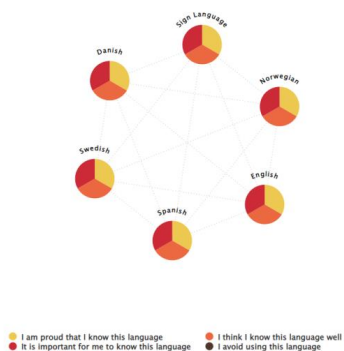 Sign Language
Danish
Norwegian
Swedish
English
Spanish
I am proud that I know this language
I think I know this language well
It is important for me to know this language
I avoid using this language